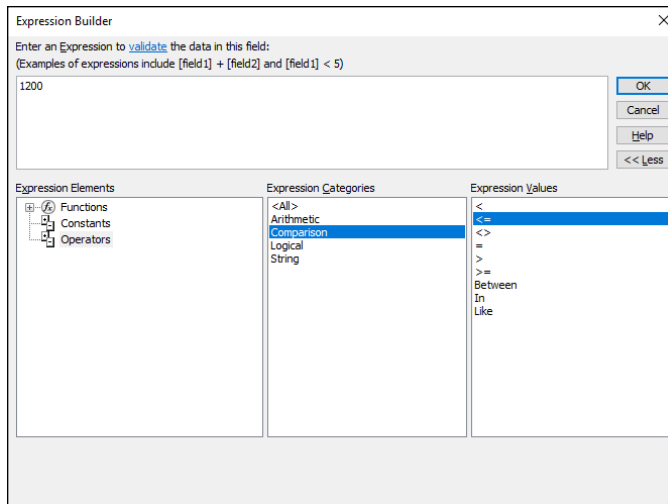 Expression Builder
Enter an Expression to validate the data in this field:
(Examples of expressions include [field1] + [field2] and [field1] < 5)
1200
OK
Cancel
Help
<< Less
Expression Elements
Functions
Constants
Operators
Expression Categories
<All>
Arithmetic
Comparison
Logical
String
Expression Values
<
<=
<>
=
>
>=
Between
In
Like